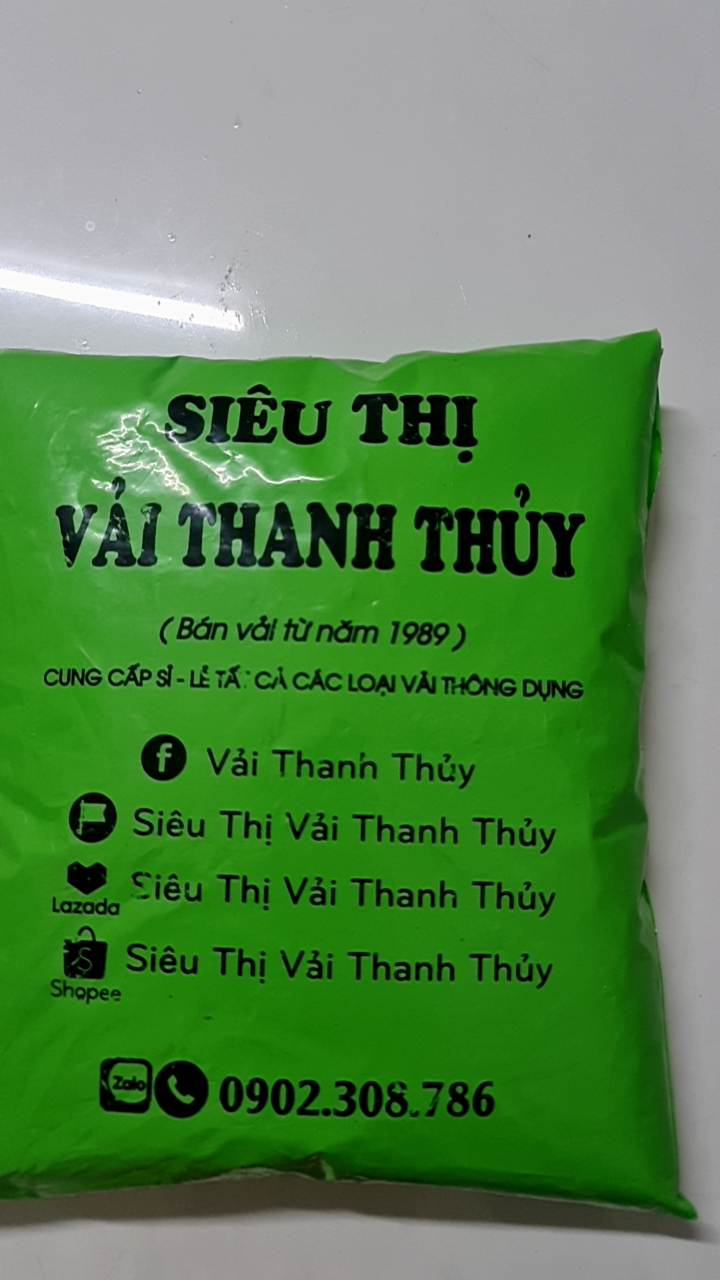 SIÊU THỊ
VẢI THANH THỦY
(Bán vải từ năm 1989)
CUNG CẤP SỈ - LẺ TẤT CẢ CÁC LOẠI VẢI THÔNG DỤNG
f Vải Thanh Thủy
Siêu Thị Vải Thanh Thủy
Lazada Siêu Thị Vải Thanh Thủy
S Shopee Siêu Thị Vải Thanh Thủy
Zalo 0902.308.786